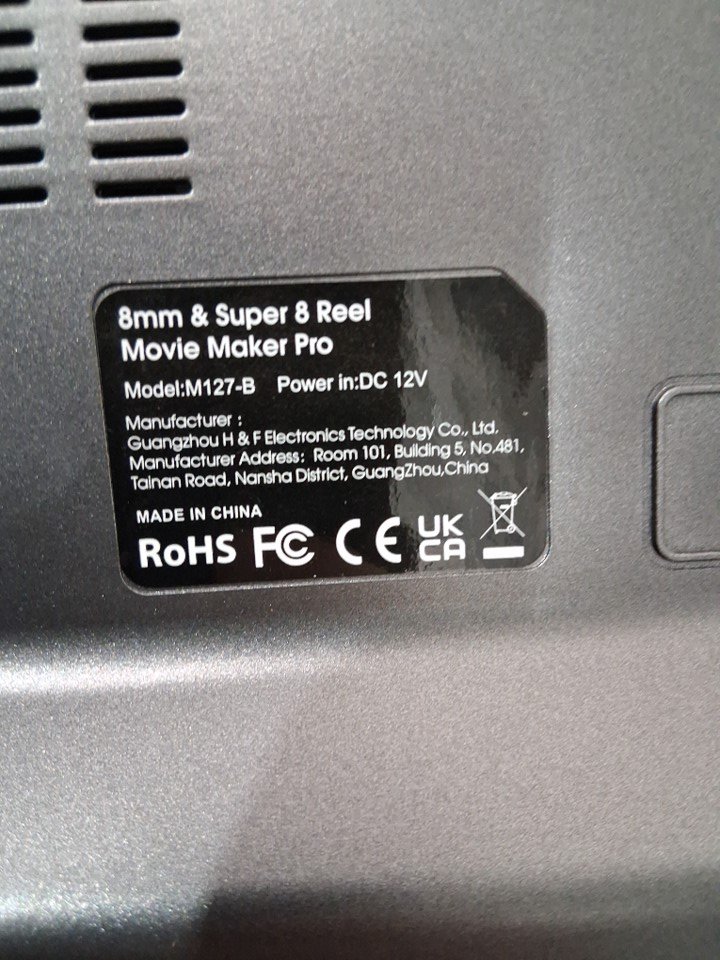 8mm & Super 8 Reel
Movie Maker Pro
Model:M127-B Power in:DC 12V
Manufacturer :
Guangzhou H & F Electronics Technology Co., Ltd.
Manufacturer Address: Room 101, Building 5, No.481,
Tainan Road, Nansha District, GuangZhou,China
MADE IN CHINA
RoHS FC CE UK
CA